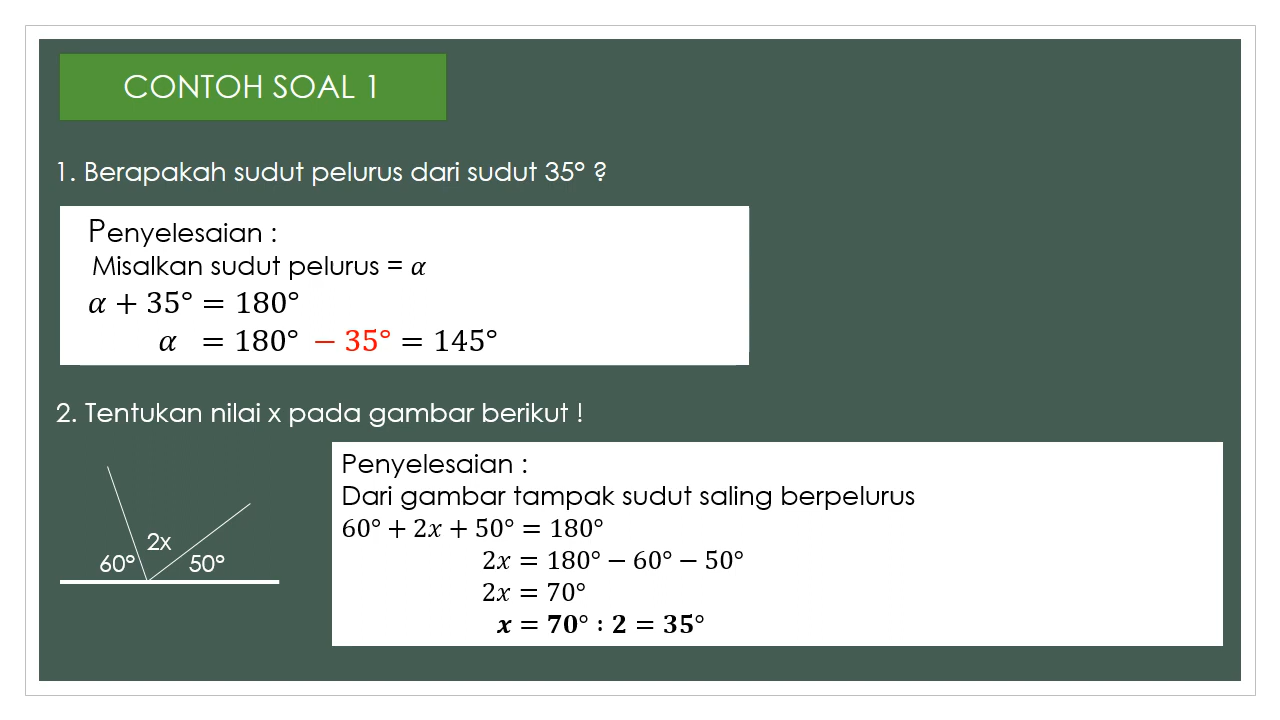 CONTOH SOAL 1
1. Berapakah sudut pelurus dari sudut 35° ?
Penyelesaian :
Misalkan sudut pelurus = 𝛼
𝛼 + 35° = 180°
𝛼 = 180° − 35° = 145°
2. Tentukan nilai x pada gambar berikut !
2x
60° 50°
Penyelesaian :
Dari gambar tampak sudut saling berpelurus
60° + 2𝑥 + 50° = 180°
2𝑥 = 180° − 60° − 50°
2𝑥 = 70°
𝒙 = 𝟕𝟎° : 𝟐 = 𝟑𝟓°